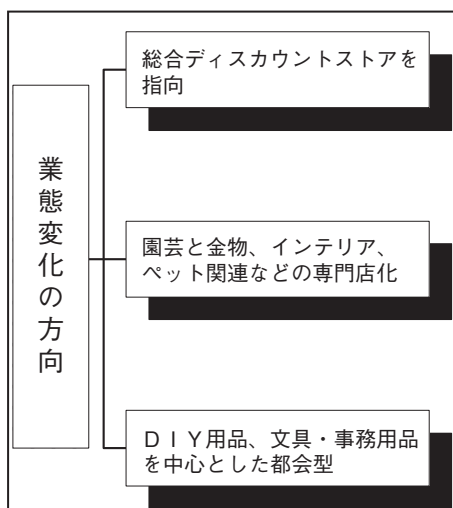 業態変化の方向
総合ディスカウントストアを
指向
園芸と金物、インテリア、
ペット関連などの専門店化
ＤＩＹ用品、文具・事務用品
を中心とした都会型